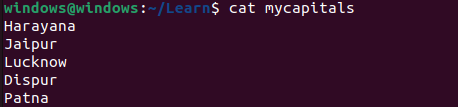 windows@windows:~/Learn$ cat mycapitals
Harayana
Jaipur
Lucknow
Dispur
Patna